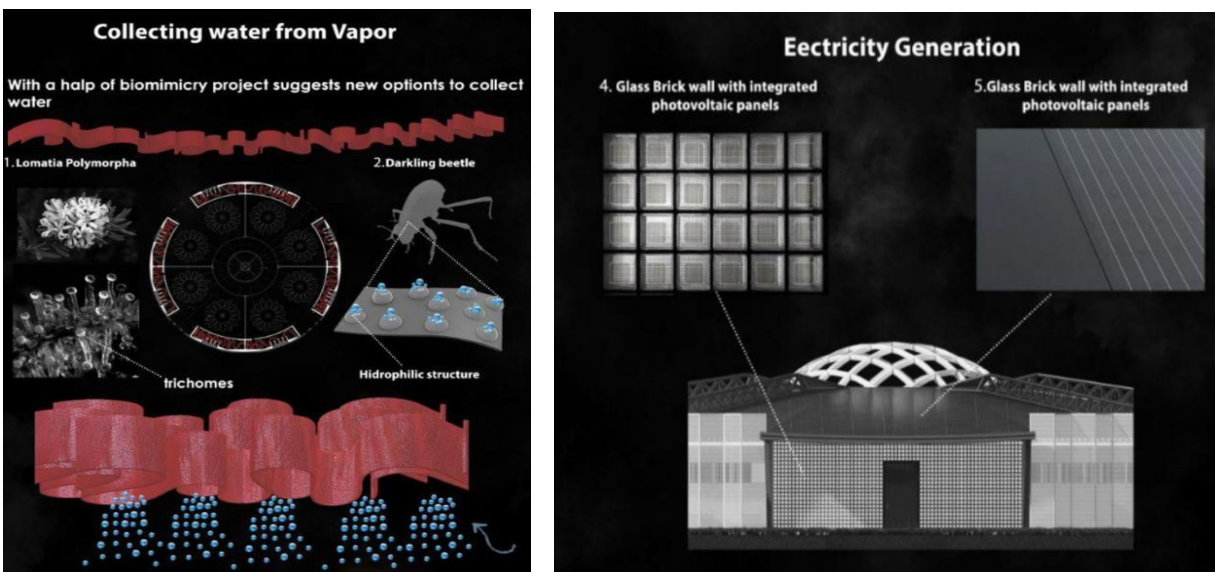 Collecting water from Vapor
With a halp of biomimicry project suggests new optionts to collect
water
1.Lomatia Polymorpha
2.Darkling beetle
trichomes
Hidrophilic structure
Eectricity Generation
4. Glass Brick wall with integrated
photovoltaic panels
5.Glass Brick wall with integrated
photovoltaic panels